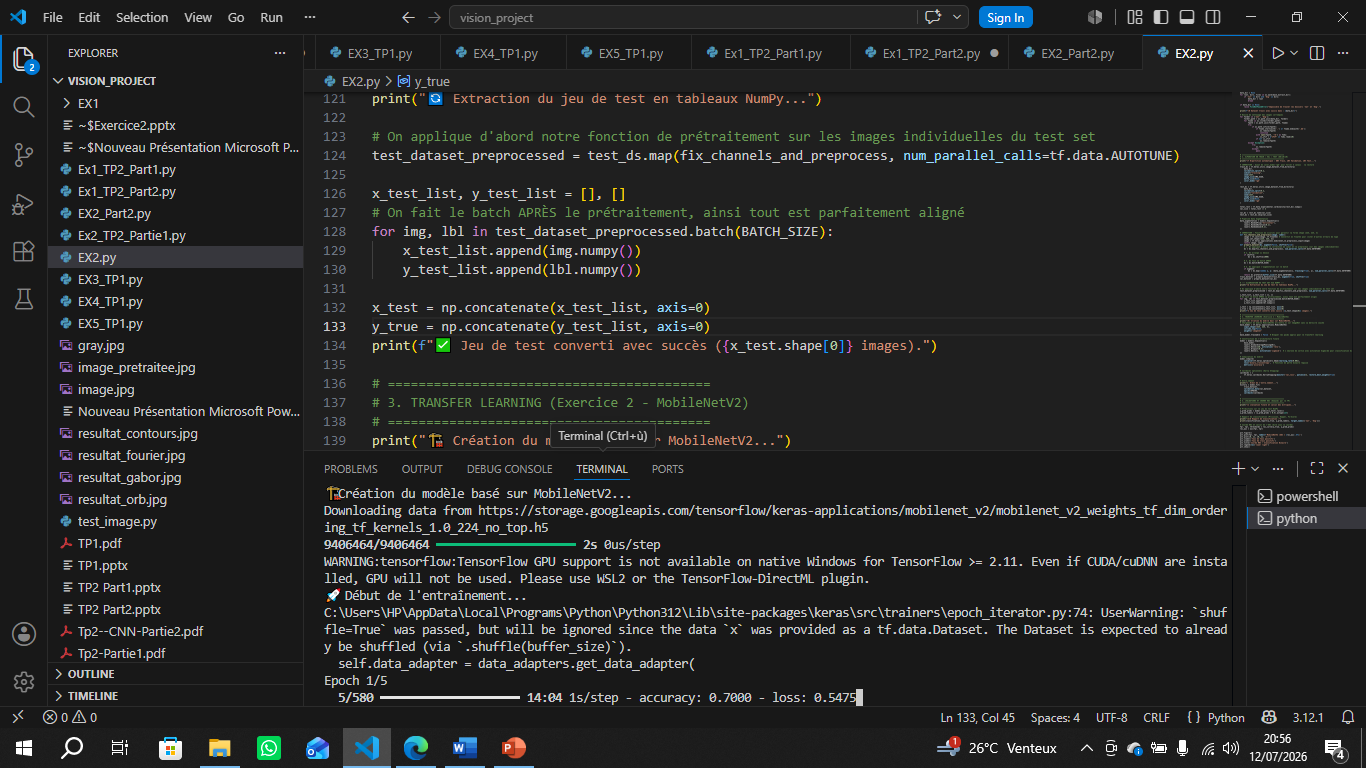 File Edit Selection View Go Run ··· vision_project Sign In
EXPLORER ···
VISION_PROJECT
EX1
~$Exercice2.pptx
~$Nouveau Présentation Microsoft P...
Ex1_TP2_Part1.py
Ex1_TP2_Part2.py
EX2_Part2.py
Ex2_TP2_Partie1.py
EX2.py
EX3_TP1.py
EX4_TP1.py
EX5_TP1.py
gray.jpg
image_pretraitee.jpg
image.jpg
Nouveau Présentation Microsoft Pow...
resultat_contours.jpg
resultat_fourier.jpg
resultat_gabor.jpg
resultat_orb.jpg
test_image.py
TP1.pdf
TP1.pptx
TP2 Part1.pptx
TP2 Part2.pptx
Tp2--CNN-Partie2.pdf
Tp2-Partie1.pdf
OUTLINE
TIMELINE
2
EX3_TP1.py EX4_TP1.py EX5_TP1.py Ex1_TP2_Part1.py Ex1_TP2_Part2.py EX2_Part2.py EX2.py
EX2.py > y_true
121 print("🔄 Extraction du jeu de test en tableaux NumPy...")
122
123 # On applique d'abord notre fonction de prétraitement sur les images individuelles du test set
124 test_dataset_preprocessed = test_ds.map(fix_channels_and_preprocess, num_parallel_calls=tf.data.AUTOTUNE)
125
126 x_test_list, y_test_list = [], []
127 # On fait le batch APRÈS le prétraitement, ainsi tout est parfaitement aligné
128 for img, lbl in test_dataset_preprocessed.batch(BATCH_SIZE):
129     x_test_list.append(img.numpy())
130     y_test_list.append(lbl.numpy())
131
132 x_test = np.concatenate(x_test_list, axis=0)
133 y_true = np.concatenate(y_test_list, axis=0)
134 print(f"✅ Jeu de test converti avec succès ({x_test.shape[0]} images).")
135
136 # ==========================================
137 # 3. TRANSFER LEARNING (Exercice 2 - MobileNetV2)
138 # ==========================================
139 print("🏗️ Création du m r MobileNetV2...")
Terminal (Ctrl+ù)
PROBLEMS OUTPUT DEBUG CONSOLE TERMINAL PORTS
🏗️Création du modèle basé sur MobileNetV2...
Downloading data from https://storage.googleapis.com/tensorflow/keras-applications/mobilenet_v2/mobilenet_v2_weights_tf_dim_order
ing_tf_kernels_1.0_224_no_top.h5
9406464/9406464 2s 0us/step
WARNING:tensorflow:TensorFlow GPU support is not available on native Windows for TensorFlow >= 2.11. Even if CUDA/cuDNN are insta
lled, GPU will not be used. Please use WSL2 or the TensorFlow-DirectML plugin.
🚀 Début de l'entraînement...
C:\Users\HP\AppData\Local\Programs\Python\Python312\Lib\site-packages\keras\src\trainers\epoch_iterator.py:74: UserWarning: `shuf
fle=True` was passed, but will be ignored since the data `x` was provided as a tf.data.Dataset. The Dataset is expected to alread
y be shuffled (via `.shuffle(buffer_size)`).
self.data_adapter = data_adapters.get_data_adapter(
Epoch 1/5
5/580 14:04 1s/step - accuracy: 0.7000 - loss: 0.5475
powershell
python
0 0 Ln 133, Col 45 Spaces: 4 UTF-8 CRLF { } Python 3.12.1
1 26°C Venteux 20:56
12/07/2026
4